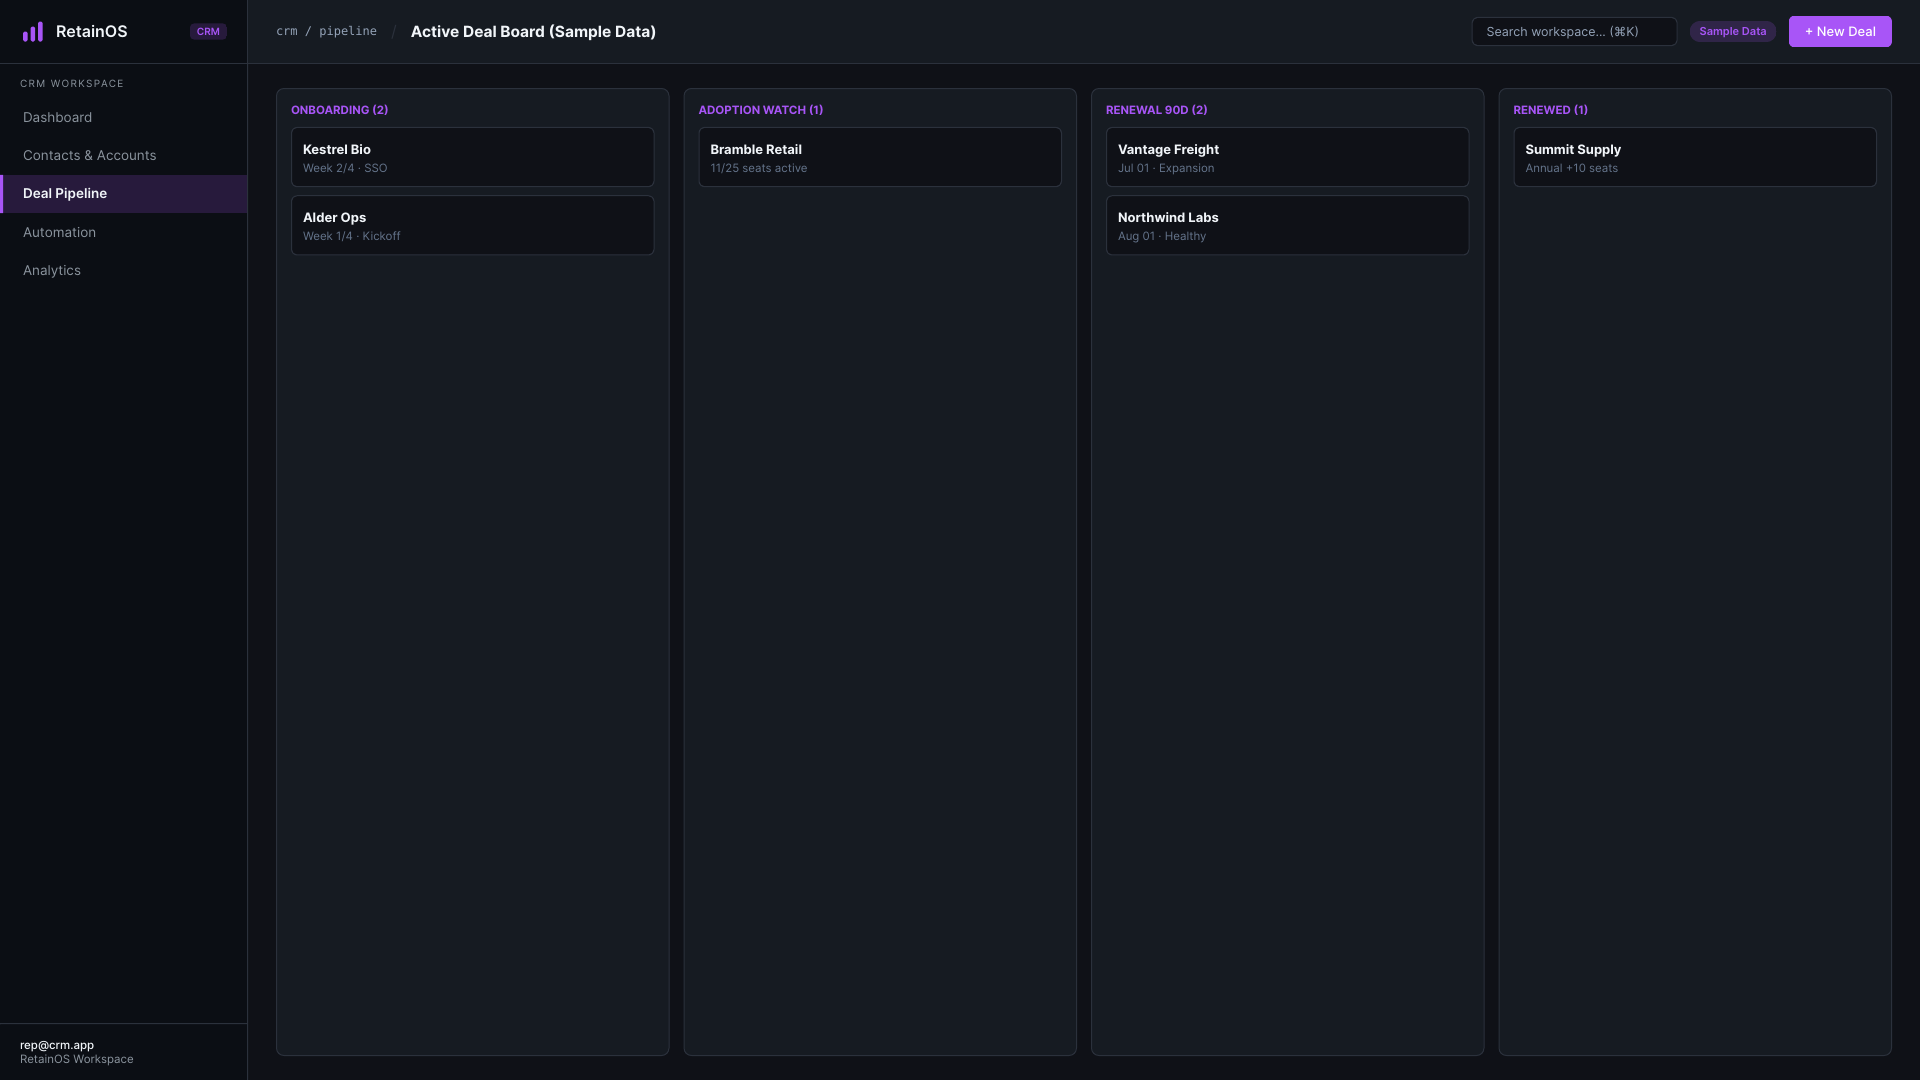 RetainOS
CRM
CRM WORKSPACE
Dashboard
Contacts & Accounts
Deal Pipeline
Automation
Analytics
rep@crm.app
RetainOS Workspace
crm / pipeline / Active Deal Board (Sample Data)
Search workspace... (⌘K)
Sample Data
+ New Deal
ONBOARDING (2)
Kestrel Bio
Week 2/4 · SSO
Alder Ops
Week 1/4 · Kickoff
ADOPTION WATCH (1)
Bramble Retail
11/25 seats active
RENEWAL 90D (2)
Vantage Freight
Jul 01 · Expansion
Northwind Labs
Aug 01 · Healthy
RENEWED (1)
Summit Supply
Annual +10 seats